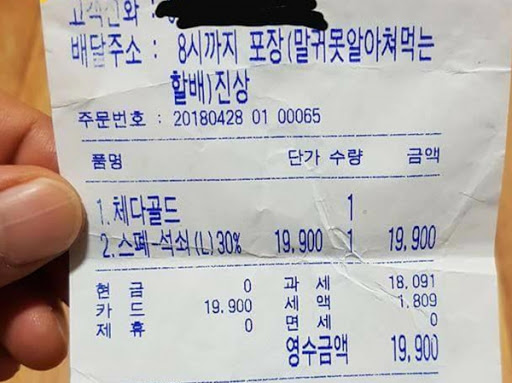 고객전화 :
배달주소 : 8시까지 포장(말귀못알아쳐먹는
할배)진상
주문번호 : 20180428 01 00065
품명 단가 수량 금액
1.체다골드 1
2.스페-석쇠(L)30% 19,900 1 19,900
현 금 0 과 세 18,091
카 드 19,900 세 액 1,809
제 휴 0 면 세 0
영수금액 19,900